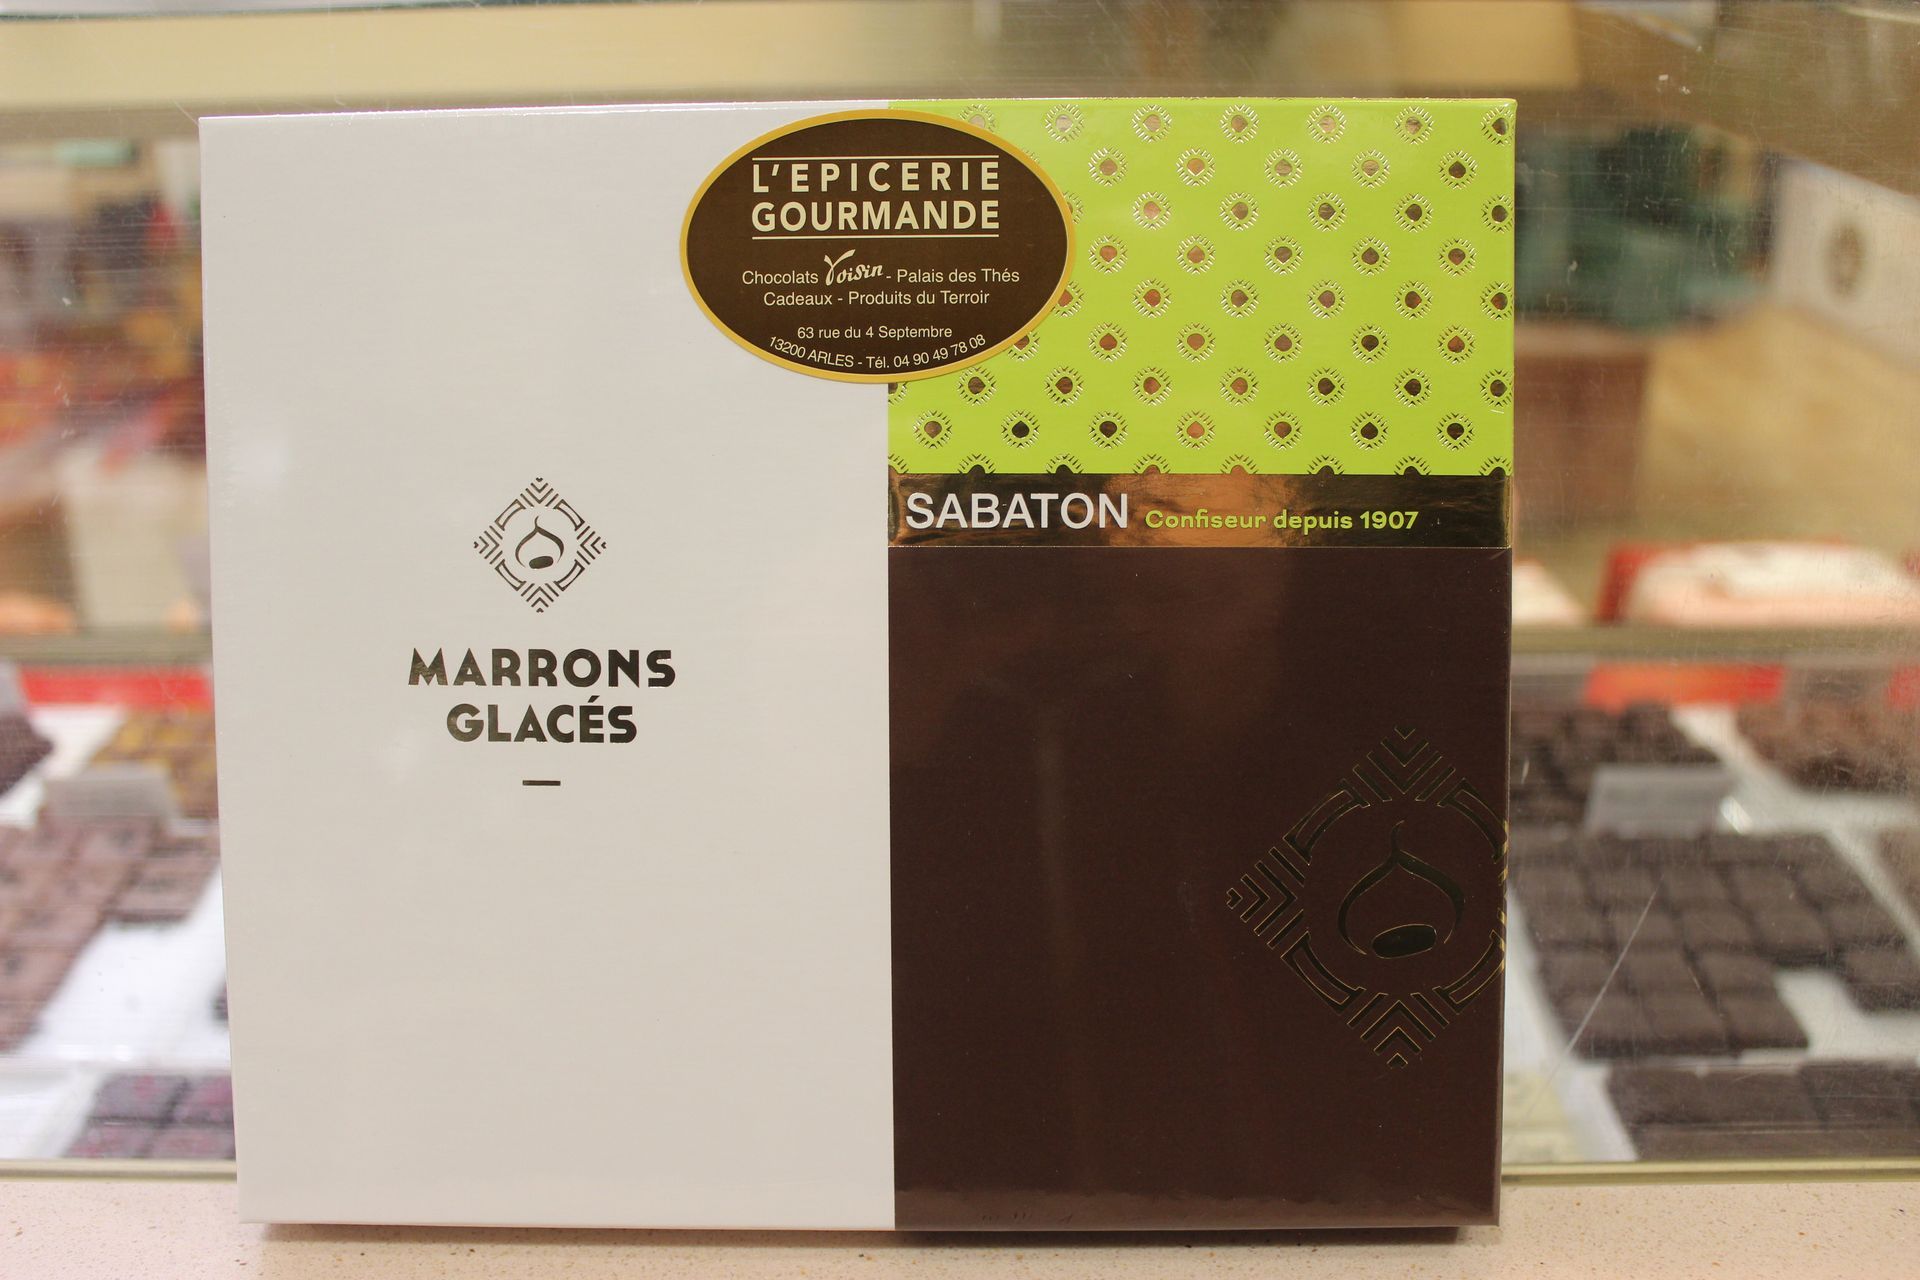 L'EPICERIE
GOURMANDE
Chocolats Voisin - Palais des Thés
Cadeaux - Produits du Terroir
63 rue du 4 Septembre
13200 ARLES - Tél. 04 90 49 78 08
SABATON Confiseur depuis 1907
MARRONS
GLACÉS